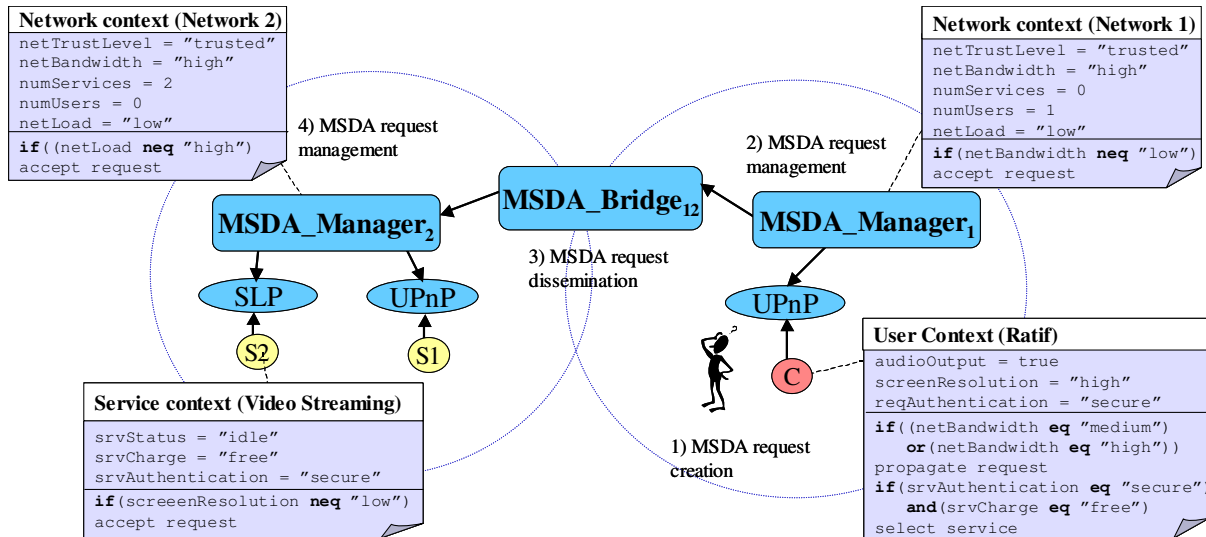 Network context (Network 2)
netTrustLevel = ”trusted”
netBandwidth = ”high”
numServices = 2
numUsers = 0
netLoad = ”low”
if((netLoad neq ”high”)
accept request
4) MSDA request
management
Network context (Network 1)
netTrustLevel = ”trusted”
netBandwidth = ”high”
numServices = 0
numUsers = 1
netLoad = ”low”
if(netBandwidth neq ”low”)
accept request
2) MSDA request
management
MSDA_Manager2
MSDA_Bridge12
MSDA_Manager1
3) MSDA request
dissemination
SLP
UPnP
UPnP
S2
S1
C
?
Service context (Video Streaming)
srvStatus = ”idle”
srvCharge = ”free”
srvAuthentication = ”secure”
if(screeenResolution neq ”low”)
accept request
1) MSDA request
creation
User Context (Ratif)
audioOutput = true
screenResolution = ”high”
reqAuthentication = ”secure”
if((netBandwidth eq ”medium”)
or(netBandwidth eq ”high”))
propagate request
if(srvAuthentication eq ”secure”)
and(srvCharge eq ”free”)
select service